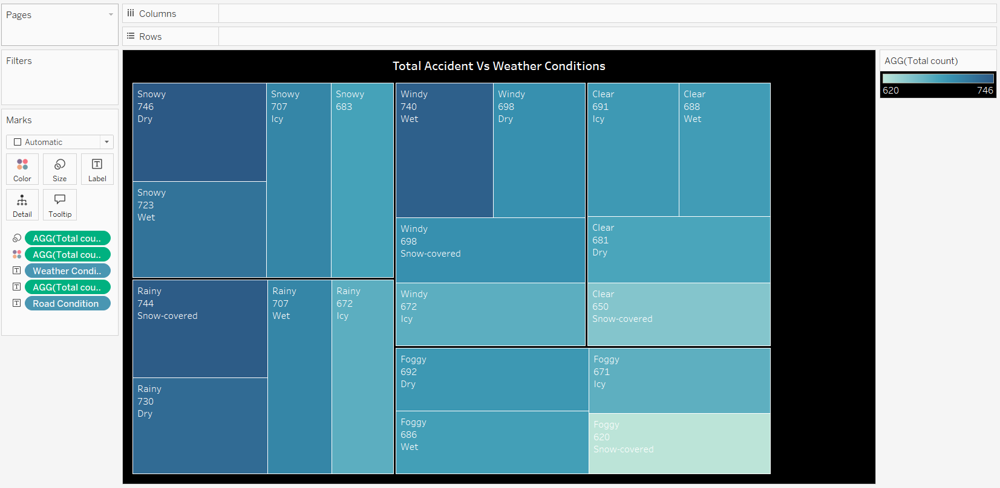 Pages
Columns
Rows
Filters
Marks
Automatic
Color
Size
Label
Detail
Tooltip
AGG(Total cou..
AGG(Total cou..
Weather Condi..
AGG(Total cou..
Road Condition
Total Accident Vs Weather Conditions
Snowy
746
Dry
Snowy
707
Icy
Snowy
683
Snowy
723
Wet
Rainy
744
Snow-covered
Rainy
707
Wet
Rainy
672
Icy
Rainy
730
Dry
Windy
740
Wet
Windy
698
Dry
Windy
698
Snow-covered
Windy
672
Icy
Clear
691
Icy
Clear
688
Wet
Clear
681
Dry
Clear
650
Snow-covered
Foggy
692
Dry
Foggy
671
Icy
Foggy
686
Wet
Foggy
620
Snow-covered
AGG(Total count)
620 746